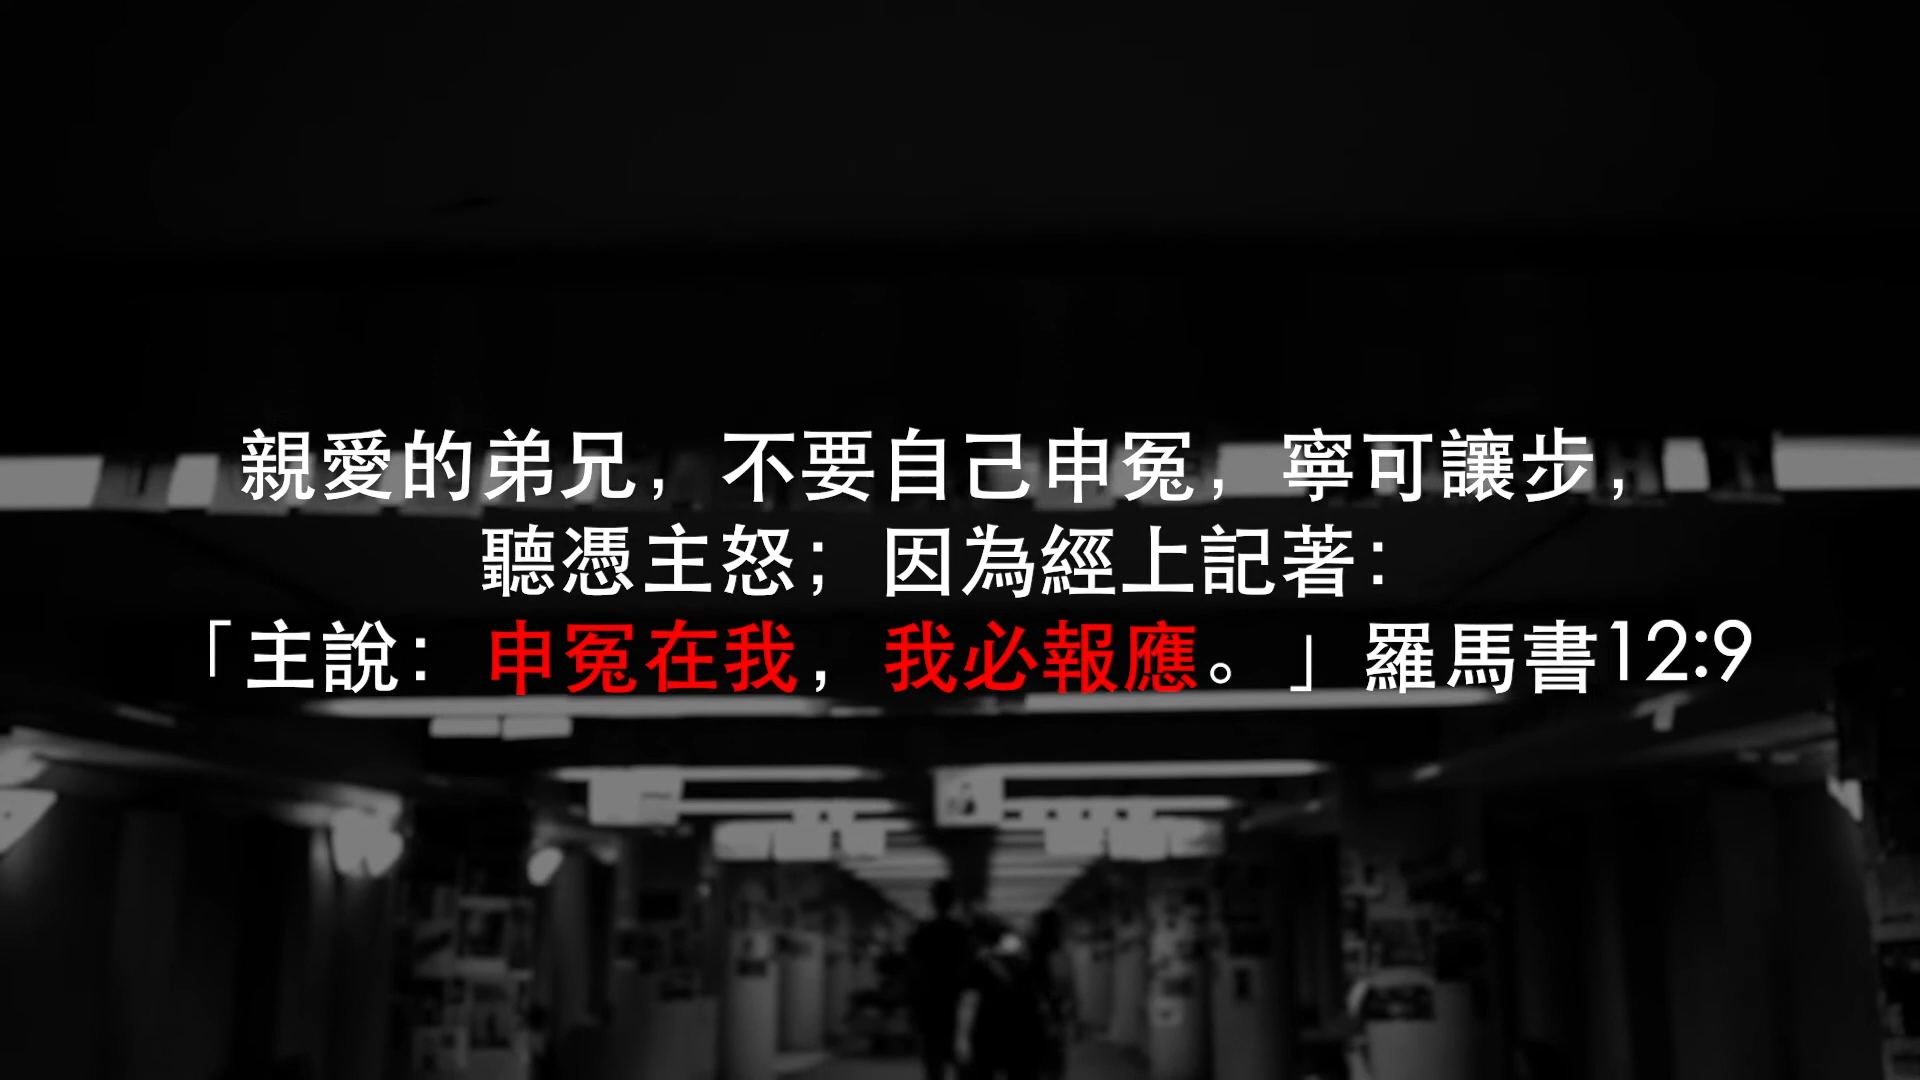 親愛的弟兄，不要自己申冤，寧可讓步，
聽憑主怒；因為經上記著：
「主說：申冤在我，我必報應。」羅馬書12:9